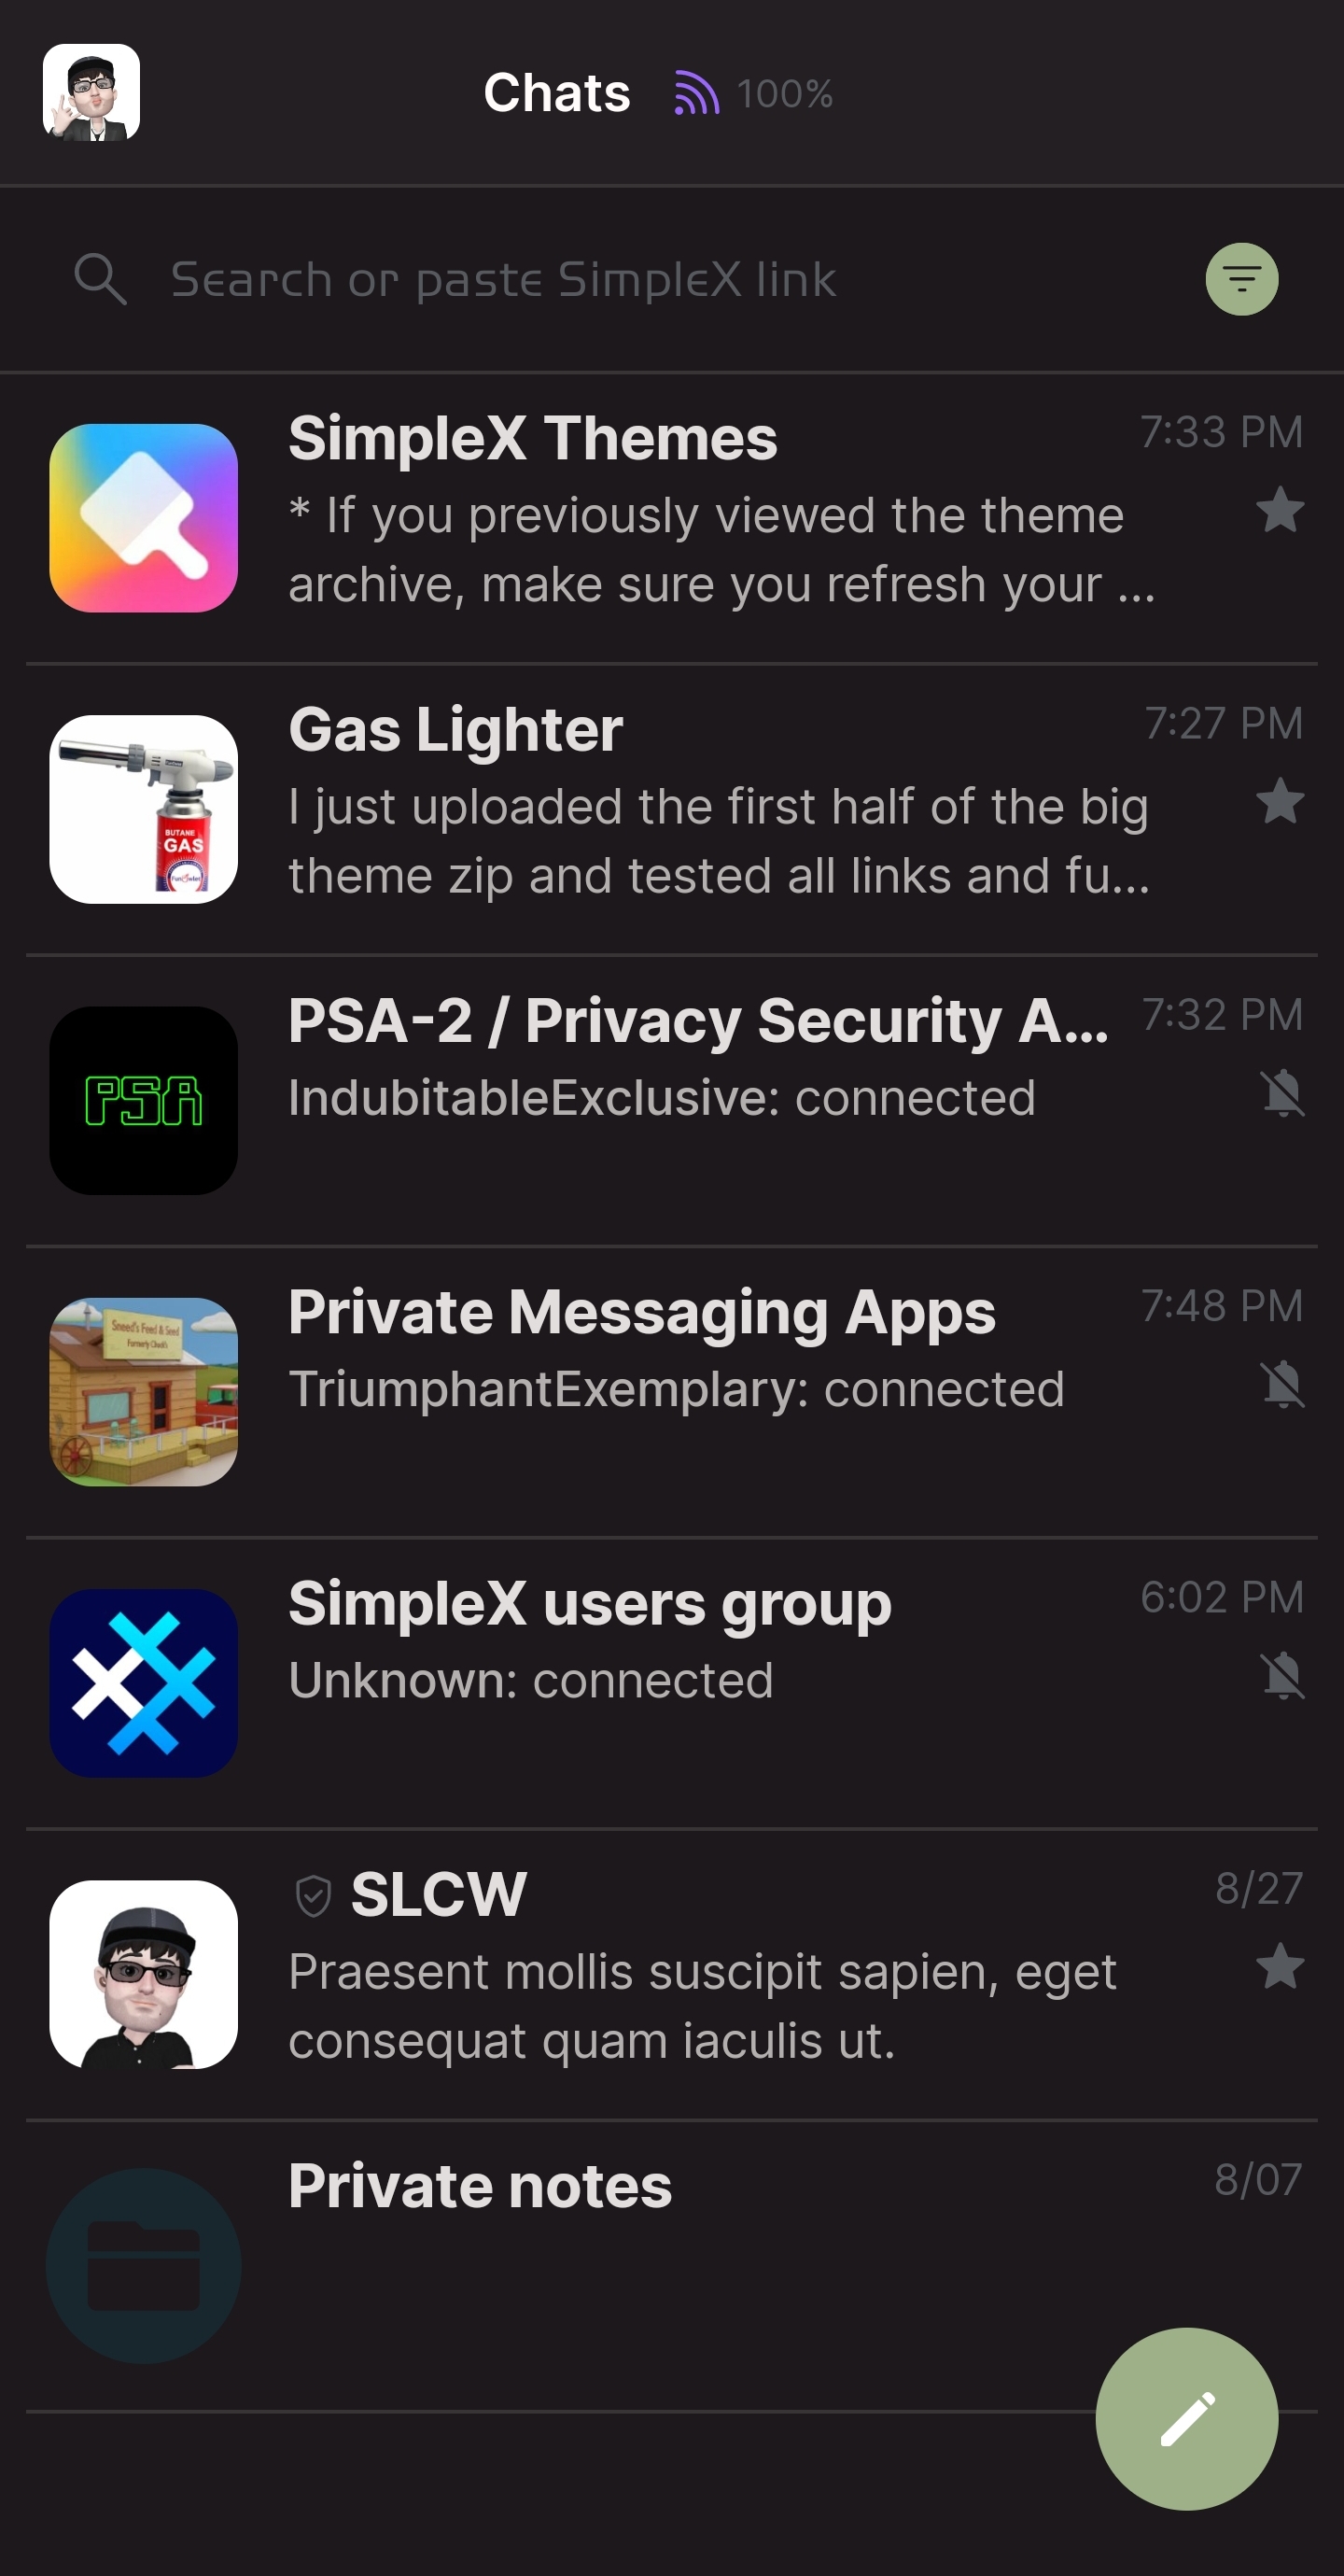 Chats 100%
Search or paste SimpleX link
SimpleX Themes 7:33 PM
* If you previously viewed the theme
archive, make sure you refresh your ...
Gas Lighter 7:27 PM
I just uploaded the first half of the big
theme zip and tested all links and fu...
BUTANE
GAS
PSA-2 / Privacy Security A... 7:32 PM
IndubitableExclusive: connected
PSA
Private Messaging Apps 7:48 PM
TriumphantExemplary: connected
Sneed's Feed & Seed
Formerly Chuck's
SimpleX users group 6:02 PM
Unknown: connected
SLCW 8/27
Praesent mollis suscipit sapien, eget
consequat quam iaculis ut.
Private notes 8/07